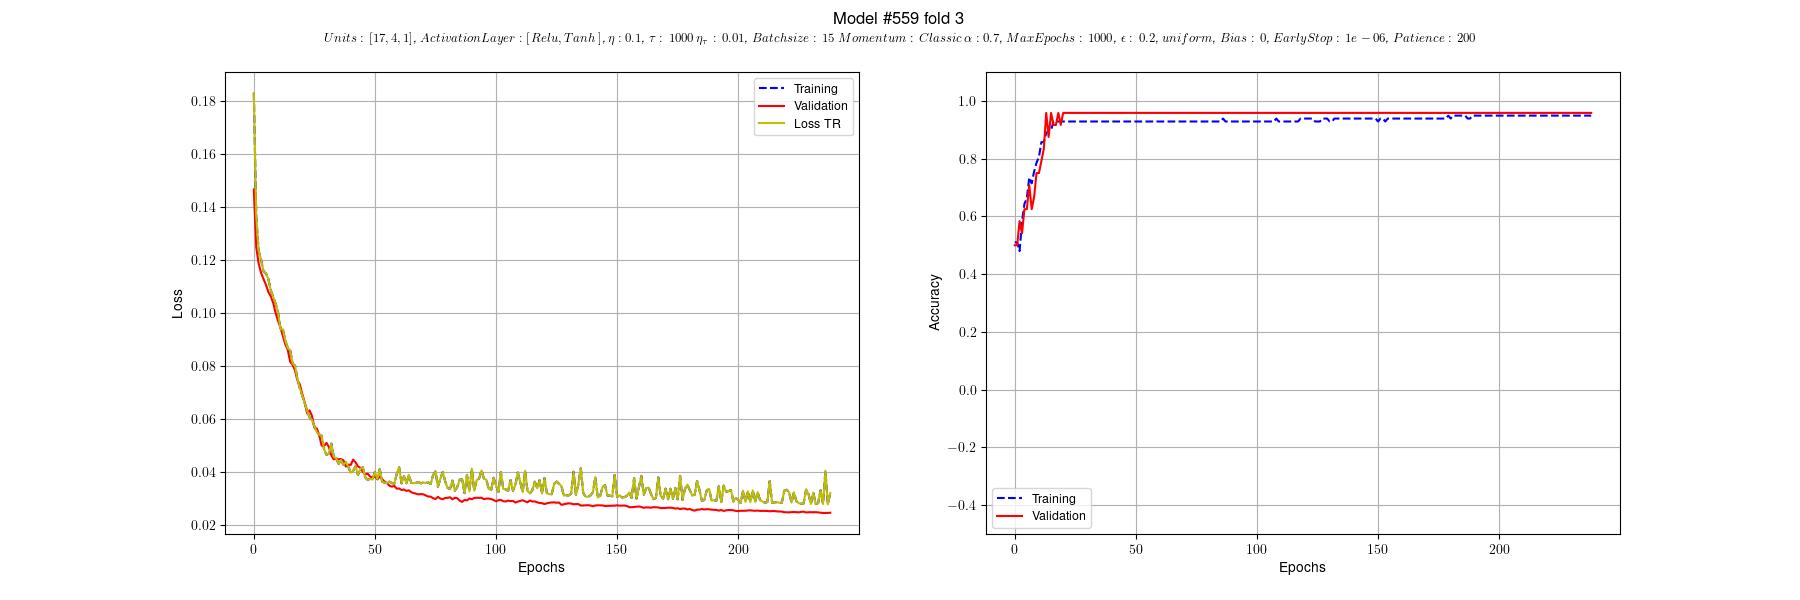 Model #559 fold 3
Units : [17, 4, 1], ActivationLayer : [Relu, Tanh], η : 0.1, τ : 1000 η_τ : 0.01, Batchsize : 15 Momentum : Classic α : 0.7, MaxEpochs : 1000, ϵ : 0.2, uniform, Bias : 0, EarlyStop : 1e − 06, Patience : 200
Training
Validation
Loss TR
0.18
0.16
0.14
0.12
0.10
0.08
0.06
0.04
0.02
Loss
0 50 100 150 200
Epochs
1.0
0.8
0.6
0.4
0.2
0.0
−0.2
−0.4
Accuracy
Training
Validation
0 50 100 150 200
Epochs